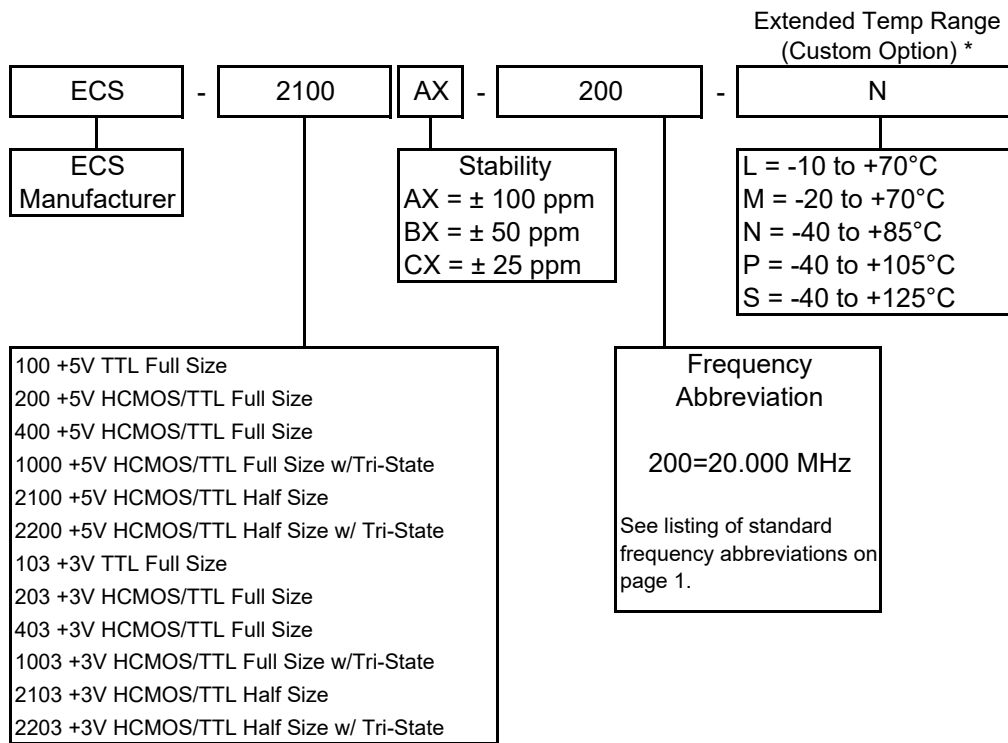 Extended Temp Range
(Custom Option) *
ECS - 2100 AX - 200 - N
ECS
Manufacturer
Stability
AX = ± 100 ppm
BX = ± 50 ppm
CX = ± 25 ppm
L = -10 to +70°C
M = -20 to +70°C
N = -40 to +85°C
P = -40 to +105°C
S = -40 to +125°C
100 +5V TTL Full Size
200 +5V HCMOS/TTL Full Size
400 +5V HCMOS/TTL Full Size
1000 +5V HCMOS/TTL Full Size w/Tri-State
2100 +5V HCMOS/TTL Half Size
2200 +5V HCMOS/TTL Half Size w/ Tri-State
103 +3V TTL Full Size
203 +3V HCMOS/TTL Full Size
403 +3V HCMOS/TTL Full Size
1003 +3V HCMOS/TTL Full Size w/Tri-State
2103 +3V HCMOS/TTL Half Size
2203 +3V HCMOS/TTL Half Size w/ Tri-State
Frequency
Abbreviation
200=20.000 MHz
See listing of standard
frequency abbreviations on
page 1.